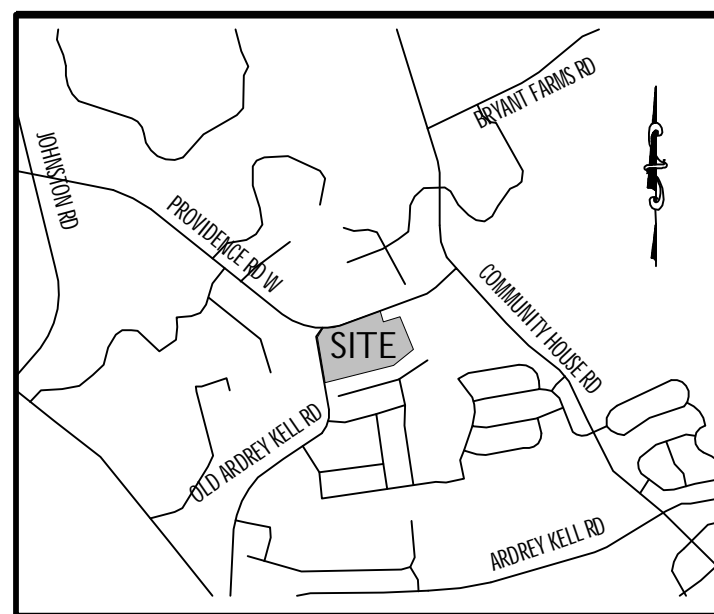 BRYANT FARMS RD
JOHNSTON RD
PROVIDENCE RD W
COMMUNITY HOUSE RD
SITE
OLD ARDREY KELL RD
ARDREY KELL RD